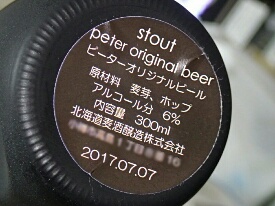 stout
peter original beer
ピーターオリジナルビール
原材料 麦芽、ホップ
アルコール分 6%
内容量 300ml
北海道麦酒醸造株式会社
2017.07.07